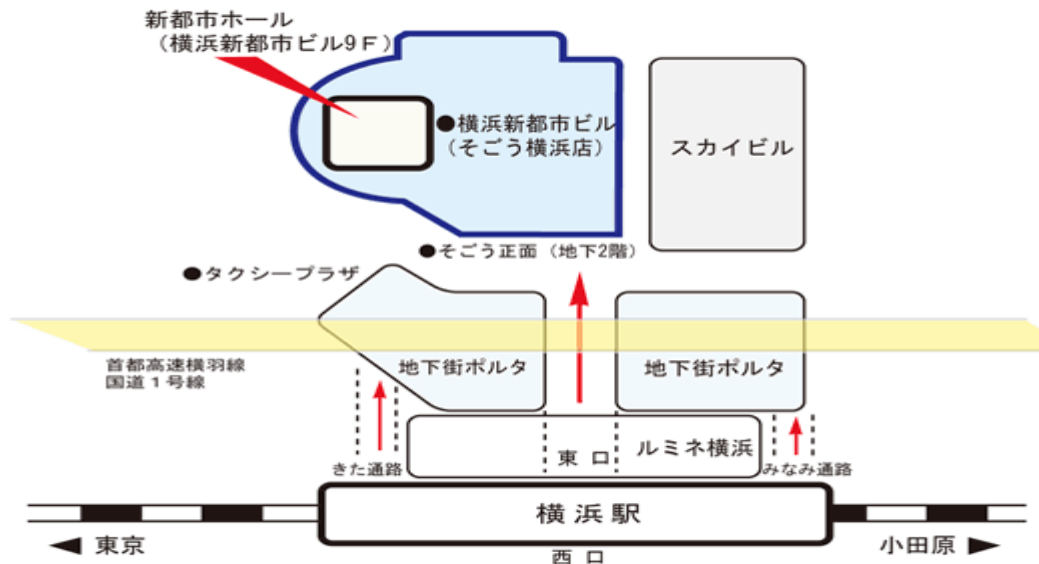 新都市ホール
（横浜新都市ビル9F）
●横浜新都市ビル
（そごう横浜店）
スカイビル
●そごう正面（地下2階）
●タクシープラザ
首都高速横羽線
国道1号線
地下街ポルタ
地下街ポルタ
東口
ルミネ横浜
きた通路
みなみ通路
横浜駅
東京
小田原
西口